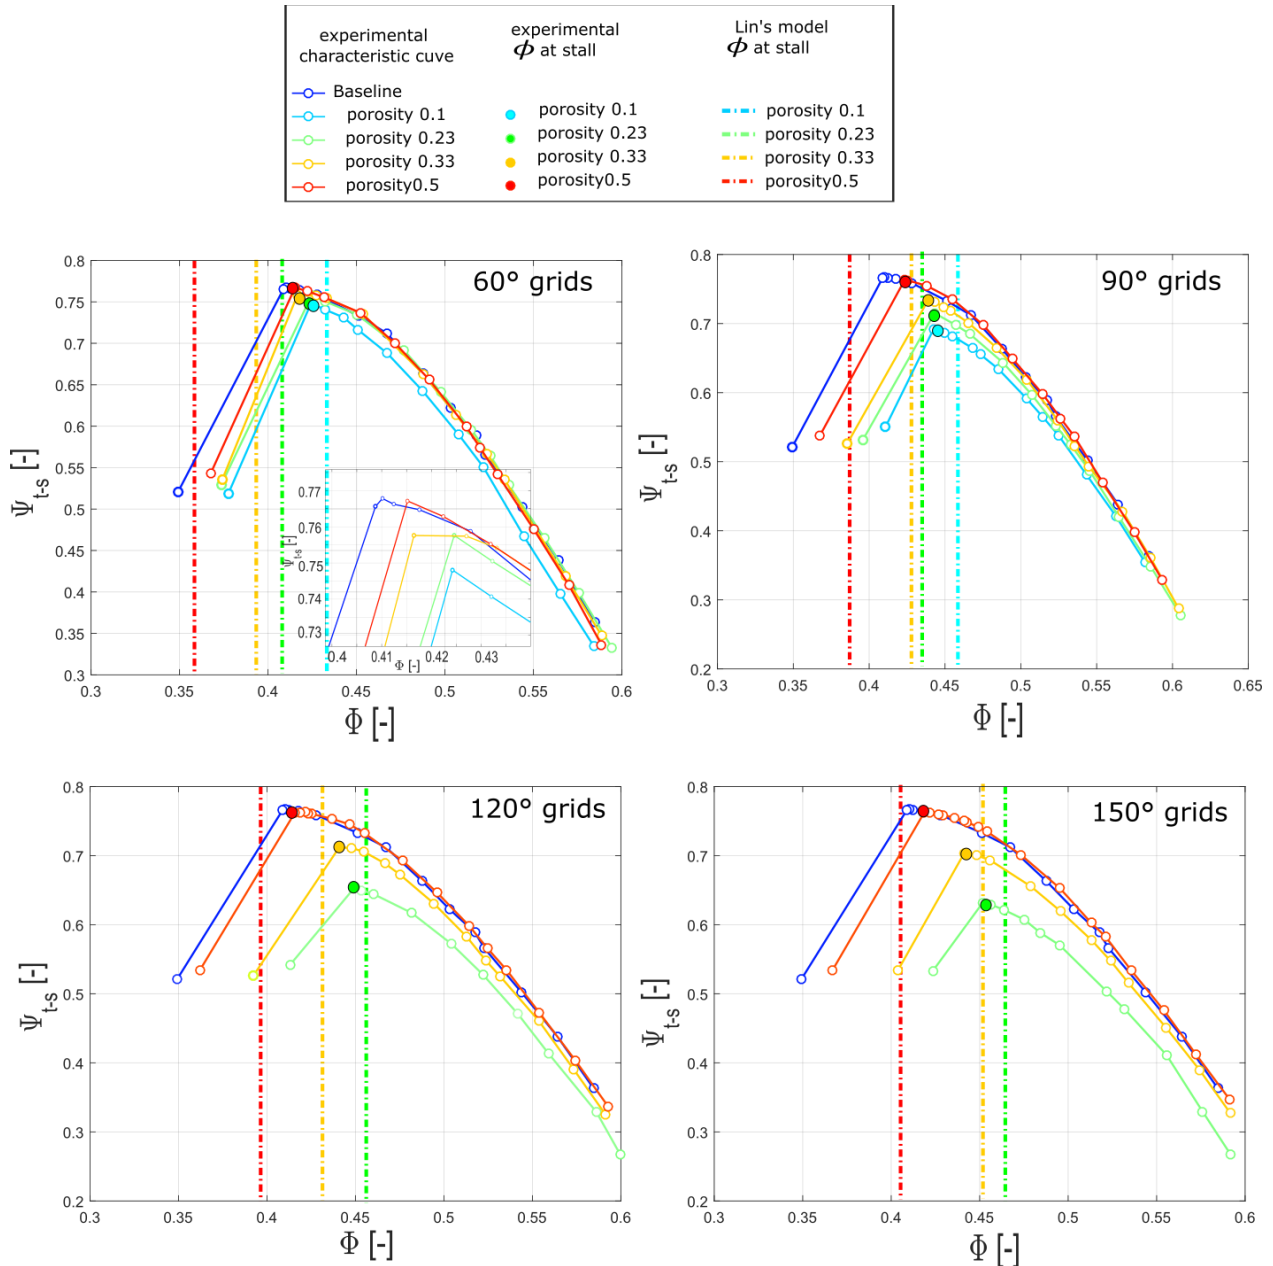 experimental
characteristic cuve
experimental
ϕ at stall
Lin's model
ϕ at stall
Baseline
porosity 0.1
porosity 0.23
porosity 0.33
porosity0.5
porosity 0.1
porosity 0.23
porosity 0.33
porosity0.5
porosity 0.1
porosity 0.23
porosity 0.33
porosity0.5
60° grids
0.8
0.75
0.7
0.65
0.6
0.55
0.5
0.45
0.4
0.35
0.3
Ψt-s [-]
0.3 0.35 0.4 0.45 0.5 0.55 0.6
Φ [-]
0.77
0.76
0.75
0.74
0.73
Ψt-s [-]
0.4 0.41 0.42 0.43
Φ [-]
90° grids
0.8
0.7
0.6
0.5
0.4
0.3
0.2
Ψt-s [-]
0.3 0.35 0.4 0.45 0.5 0.55 0.6 0.65
Φ [-]
120° grids
0.8
0.7
0.6
0.5
0.4
0.3
0.2
Ψt-s [-]
0.3 0.35 0.4 0.45 0.5 0.55 0.6
Φ [-]
150° grids
0.8
0.7
0.6
0.5
0.4
0.3
0.2
Ψt-s [-]
0.3 0.35 0.4 0.45 0.5 0.55 0.6
Φ [-]